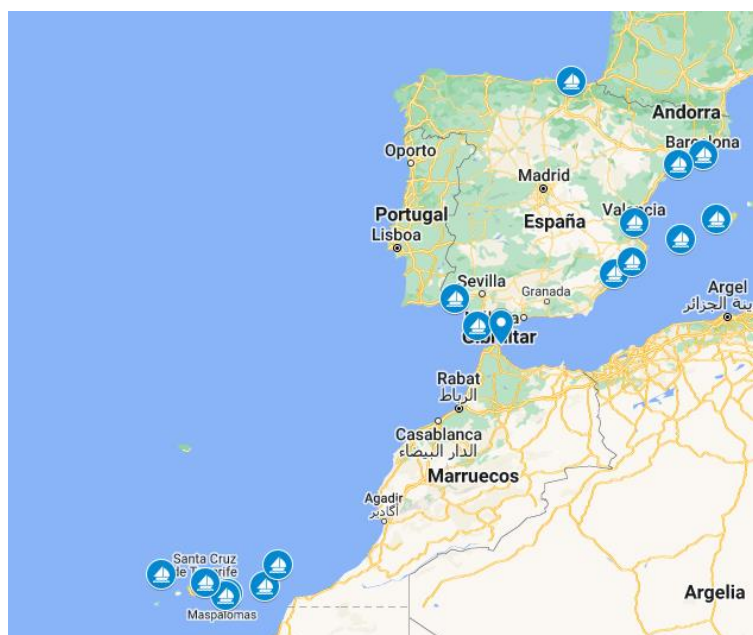 Andorra
Barcelona
Oporto
Madrid
Portugal
Valencia
España
Lisboa
Sevilla
Granada
Argel
مدينة الجزائر
Gibraltar
Rabat
الرباط
Casablanca
الدار البيضاء
Marruecos
Agadir
أكادير
Santa Cruz
de Tenerife
Maspalomas
Argelia